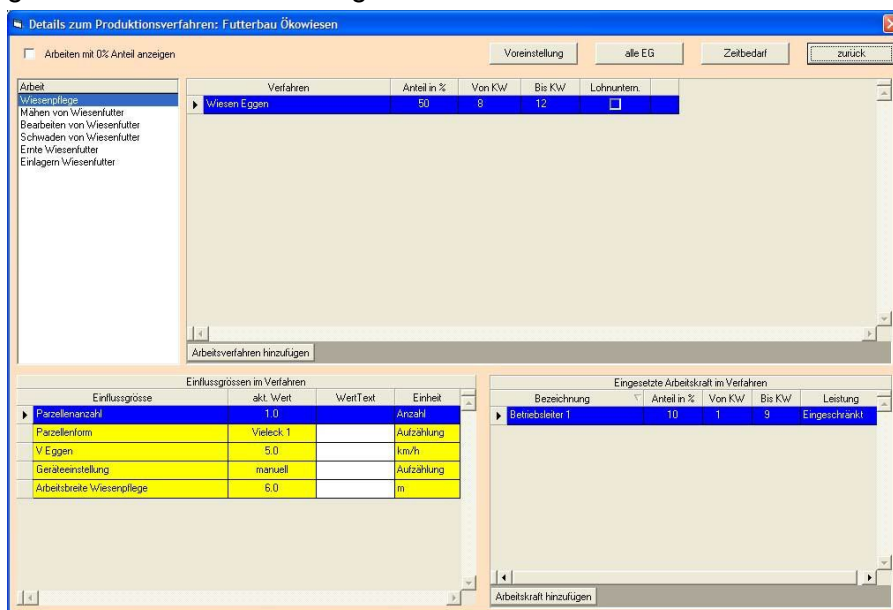 Details zum Produktionsverfahren: Futterbau Ökowiesen
Arbeiten mit 0% Anteil anzeigen
Voreinstellung alle EG Zeitbedarf zurück
Arbeit
Wiesenpflege
Mähen von Wiesenfutter
Bearbeiten von Wiesenfutter
Schwaden von Wiesenfutter
Ernte Wiesenfutter
Einlagern Wiesenfutter
Verfahren Anteil in % Von KW Bis KW Lohnuntern.
Wiesen Eggen 50 8 12
Arbeitsverfahren hinzufügen
Einflussgrössen im Verfahren
Einflussgrösse akt. Wert WertText Einheit
Parzellenanzahl 1.0 Anzahl
Parzellenform Vieleck 1 Aufzählung
V Eggen 5.0 km/h
Geräteeinstellung manuell Aufzählung
Arbeitsbreite Wiesenpflege 6.0 m
Eingesetzte Arbeitskraft im Verfahren
Bezeichnung Anteil in % Von KW Bis KW Leistung
Betriebsleiter 1 10 1 9 Eingeschränkt
Arbeitskraft hinzufügen